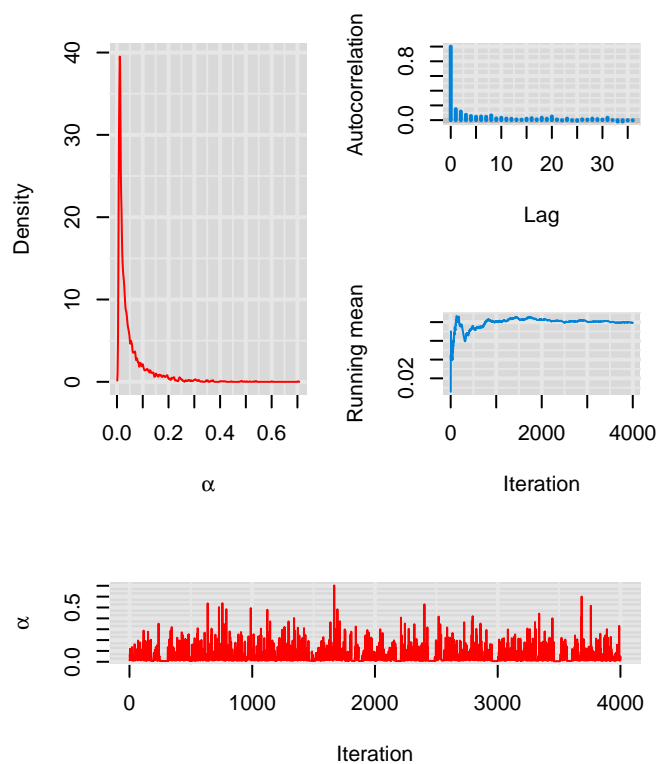 Density
40
30
20
10
0
0.0 0.2 0.4 0.6
α
Autocorrelation
0.8
0.0
0 10 20 30
Lag
Running mean
0.02
0 2000 4000
Iteration
α
0.5
0.0
0 1000 2000 3000 4000
Iteration